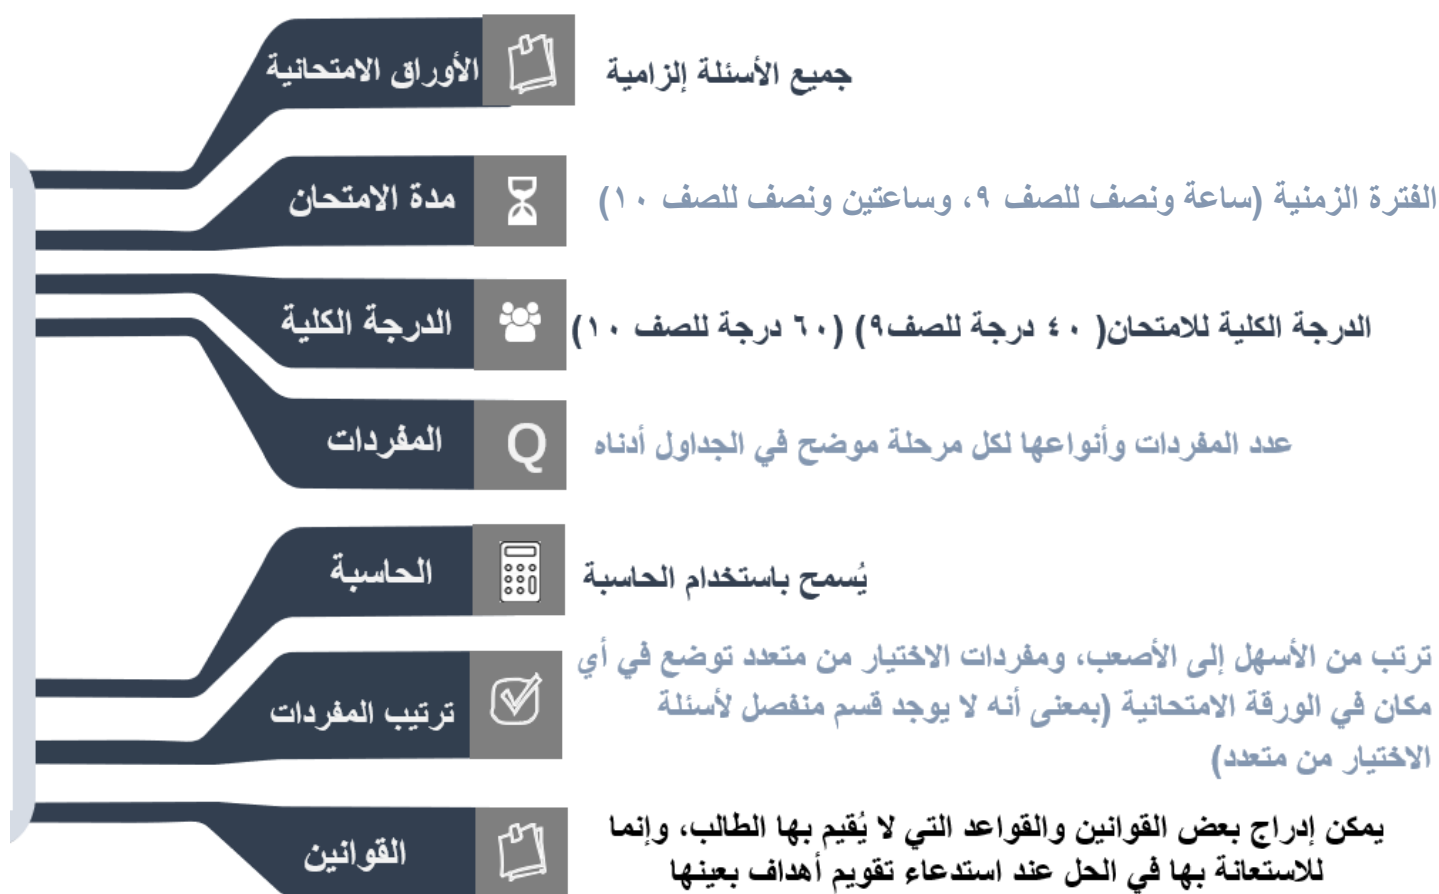 الأوراق الامتحانية
جميع الأسئلة إلزامية
مدة الامتحان
الفترة الزمنية (ساعة ونصف للصف ٩، وساعتين ونصف للصف ١٠)
الدرجة الكلية
الدرجة الكلية للامتحان( ٤٠ درجة للصف٩) (٦٠ درجة للصف ١٠)
المفردات
Q
عدد المفردات وأنواعها لكل مرحلة موضح في الجداول أدناه
الحاسبة
يُسمح باستخدام الحاسبة
ترتيب المفردات
ترتب من الأسهل إلى الأصعب، ومفردات الاختيار من متعدد توضع في أي
مكان في الورقة الامتحانية (بمعنى أنه لا يوجد قسم منفصل لأسئلة
الاختيار من متعدد)
القوانين
يمكن إدراج بعض القوانين والقواعد التي لا يُقيم بها الطالب، وإنما
للاستعانة بها في الحل عند استدعاء تقويم أهداف بعينها